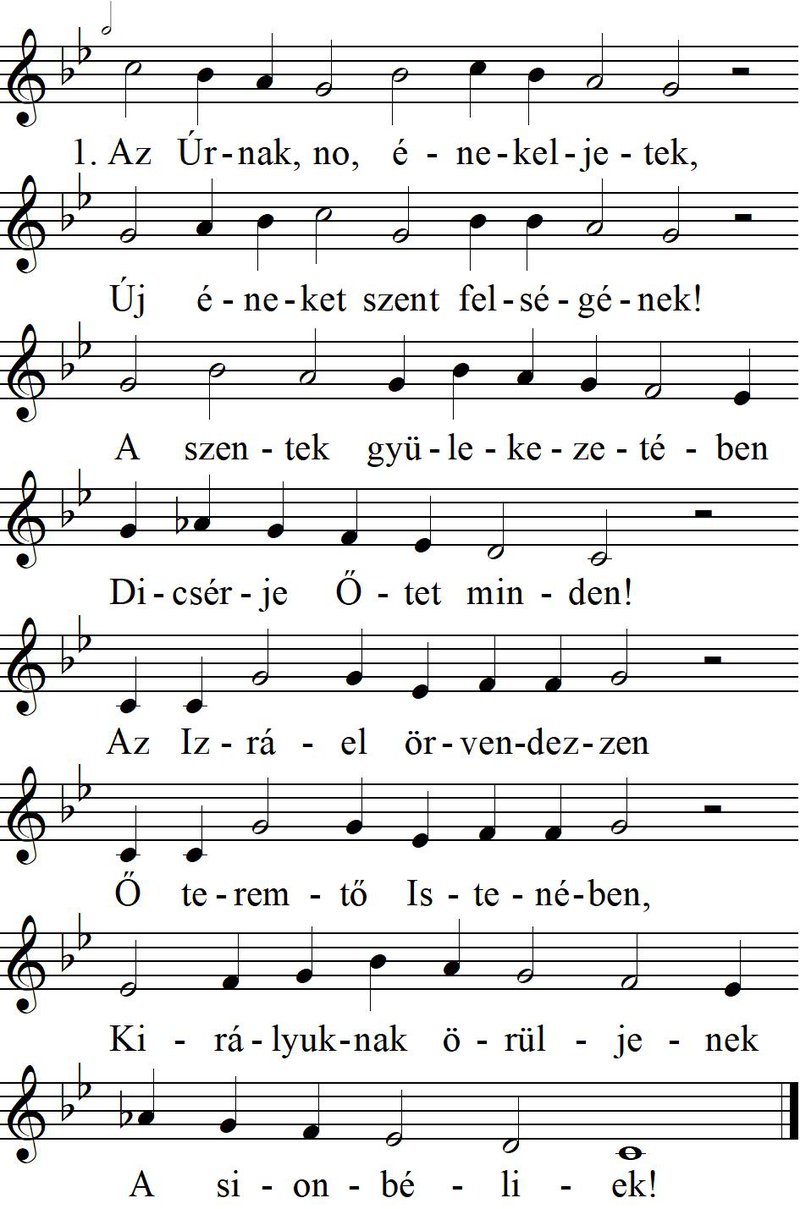 1. Az Úr-nak, no, é - ne-kel-je - tek,
Új é-ne-ket szent fel-sé-gé-nek!
A szen-tek gyü-le-ke-ze-té-ben
Di-csér-je Ő-tet min-den!
Az Iz-rá-el ör-ven-dez-zen
Ő te-rem-tő Is-te-né-ben,
Ki-rá-lyuk-nak ö-rül-je-nek
A si-on-bé-li-ek!